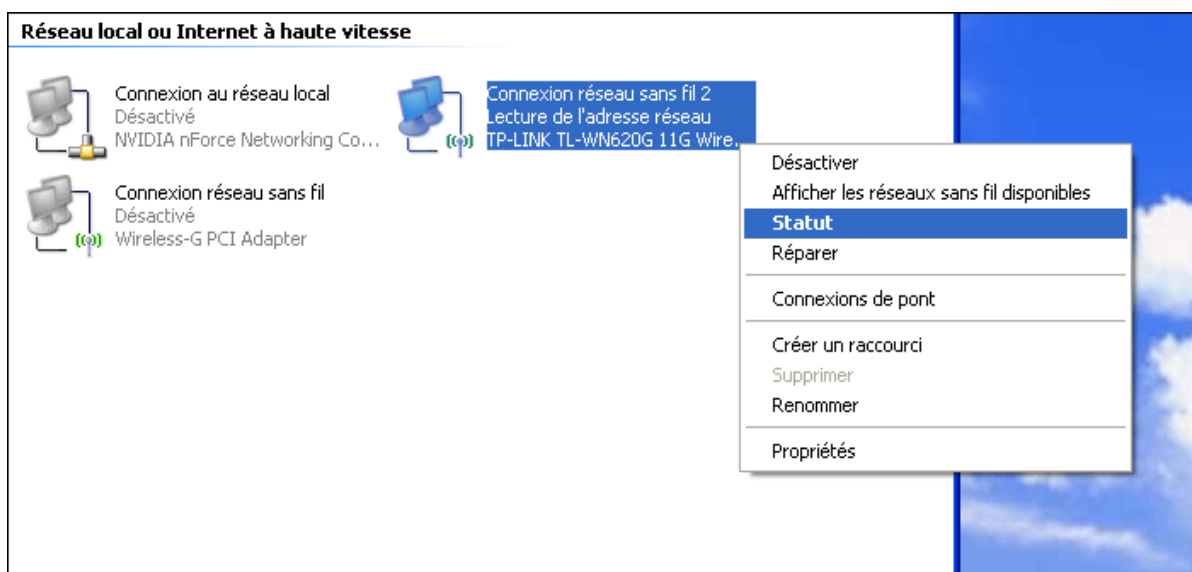 Réseau local ou Internet à haute vitesse
Connexion au réseau local
Désactivé
NVIDIA nForce Networking Co...
Connexion réseau sans fil 2
Lecture de l'adresse réseau
TP-LINK TL-WN620G 11G Wire...
Connexion réseau sans fil
Désactivé
Wireless-G PCI Adapter
Désactiver
Afficher les réseaux sans fil disponibles
Statut
Réparer
Connexions de pont
Créer un raccourci
Supprimer
Renommer
Propriétés